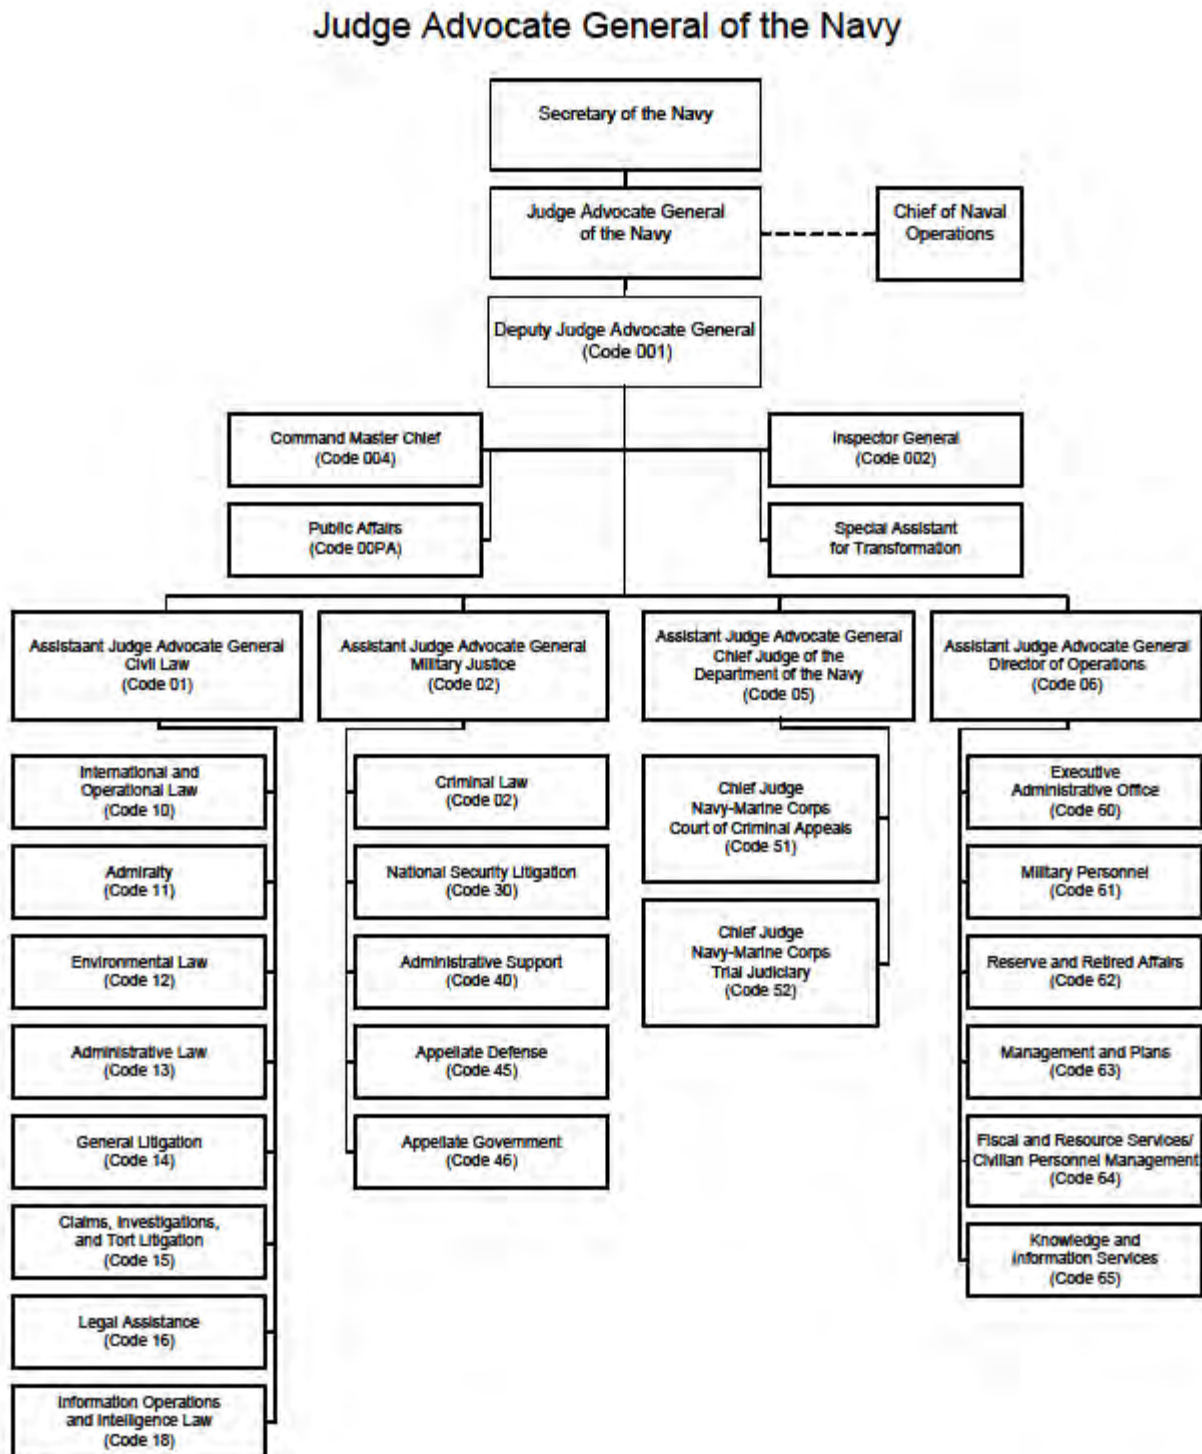 Judge Advocate General of the Navy
Secretary of the Navy
Judge Advocate General
of the Navy
Chief of Naval
Operations
Deputy Judge Advocate General
(Code 001)
Command Master Chief
(Code 004)
Inspector General
(Code 002)
Public Affairs
(Code 00PA)
Special Assistant
for Transformation
Assistaant Judge Advocate General
Civil Law
(Code 01)
Assistant Judge Advocate General
Military Justice
(Code 02)
Assistant Judge Advocate General
Chief Judge of the
Department of the Navy
(Code 05)
Assistant Judge Advocate General
Director of Operations
(Code 06)
International and
Operational Law
(Code 10)
Admiralty
(Code 11)
Environmental Law
(Code 12)
Administrative Law
(Code 13)
General Litigation
(Code 14)
Claims, Investigations,
and Tort Litigation
(Code 15)
Legal Assistance
(Code 16)
Information Operations
and Intelligence Law
(Code 18)
Criminal Law
(Code 02)
National Security Litigation
(Code 30)
Administrative Support
(Code 40)
Appellate Defense
(Code 45)
Appellate Government
(Code 46)
Chief Judge
Navy-Marine Corps
Court of Criminal Appeals
(Code 51)
Chief Judge
Navy-Marine Corps
Trial Judiciary
(Code 52)
Executive
Administrative Office
(Code 60)
Military Personnel
(Code 61)
Reserve and Retired Affairs
(Code 62)
Management and Plans
(Code 63)
Fiscal and Resource Services/
Civilian Personnel Management
(Code 64)
Knowledge and
Information Services
(Code 65)